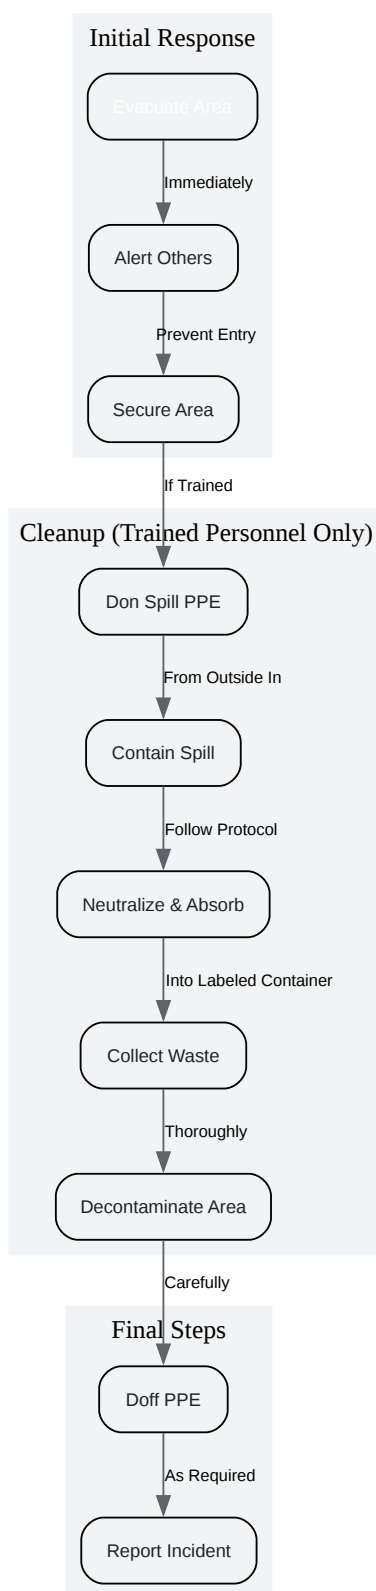 Initial Response
Evacuate Area
Immediately
Alert Others
Prevent Entry
Secure Area
If Trained
Cleanup (Trained Personnel Only)
Don Spill PPE
From Outside In
Contain Spill
Follow Protocol
Neutralize & Absorb
Into Labeled Container
Collect Waste
Thoroughly
Decontaminate Area
Carefully
Final Steps
Doff PPE
As Required
Report Incident